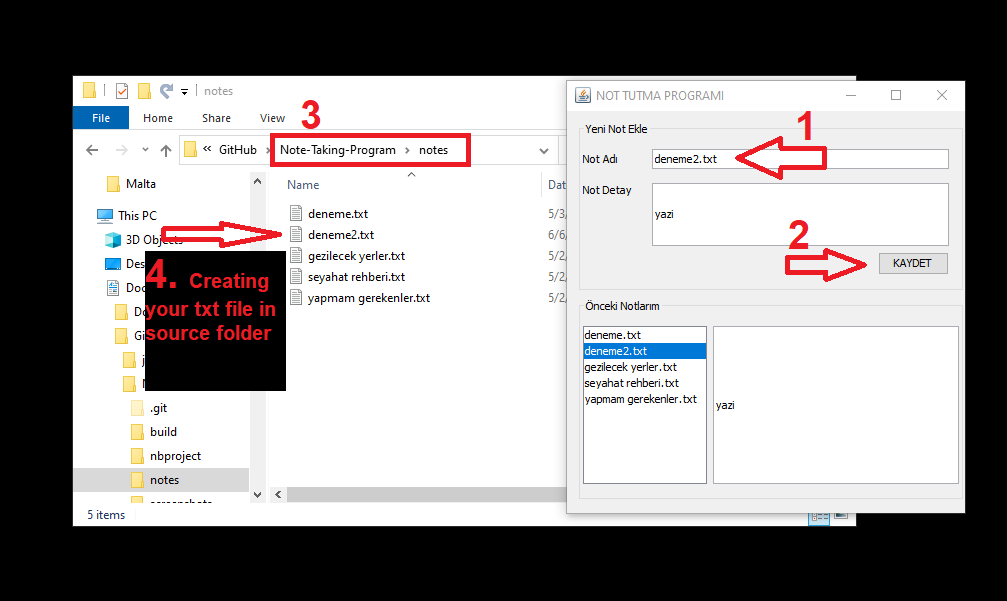 notes
File Home Share View
3
GitHub Note-Taking-Program notes
Malta
This PC
3D Objects
Des
Doc
.git
build
nbproject
notes
screenshots
5 items
Name Dat
deneme.txt 5/3/
deneme2.txt 6/6/
gezilecek yerler.txt 5/2/
seyahat rehberi.txt 5/2/
yapmam gerekenler.txt 5/2/
4. Creating
your txt file in
source folder
NOT TUTMA PROGRAMI
Yeni Not Ekle
1
Not Adı deneme2.txt
Not Detay
yazi
2
KAYDET
Önceki Notlarım
deneme.txt
deneme2.txt
gezilecek yerler.txt
seyahat rehberi.txt
yapmam gerekenler.txt
yazi